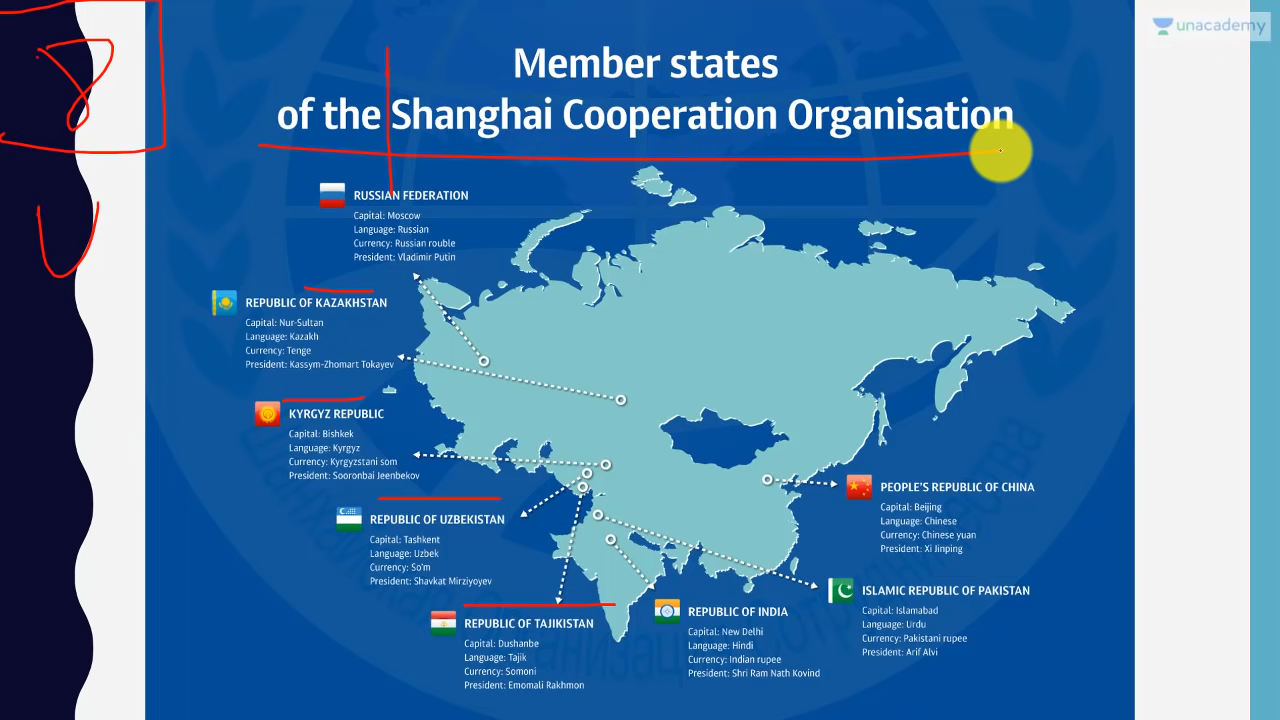 unacademy
8
Member states
of the Shanghai Cooperation Organisation
RUSSIAN FEDERATION
Capital: Moscow
Language: Russian
Currency: Russian rouble
President: Vladimir Putin
REPUBLIC OF KAZAKHSTAN
Capital: Nur-Sultan
Language: Kazakh
Currency: Tenge
President: Kassym-Zhomart Tokayev
KYRGYZ REPUBLIC
Capital: Bishkek
Language: Kyrgyz
Currency: Kyrgyzstani som
President: Sooronbai Jeenbekov
REPUBLIC OF UZBEKISTAN
Capital: Tashkent
Language: Uzbek
Currency: So'm
President: Shavkat Mirziyoyev
REPUBLIC OF TAJIKISTAN
Capital: Dushanbe
Language: Tajik
Currency: Somoni
President: Emomali Rakhmon
REPUBLIC OF INDIA
Capital: New Delhi
Language: Hindi
Currency: Indian rupee
President: Shri Ram Nath Kovind
PEOPLE'S REPUBLIC OF CHINA
Capital: Beijing
Language: Chinese
Currency: Chinese yuan
President: Xi Jinping
ISLAMIC REPUBLIC OF PAKISTAN
Capital: Islamabad
Language: Urdu
Currency: Pakistani rupee
President: Arif Alvi